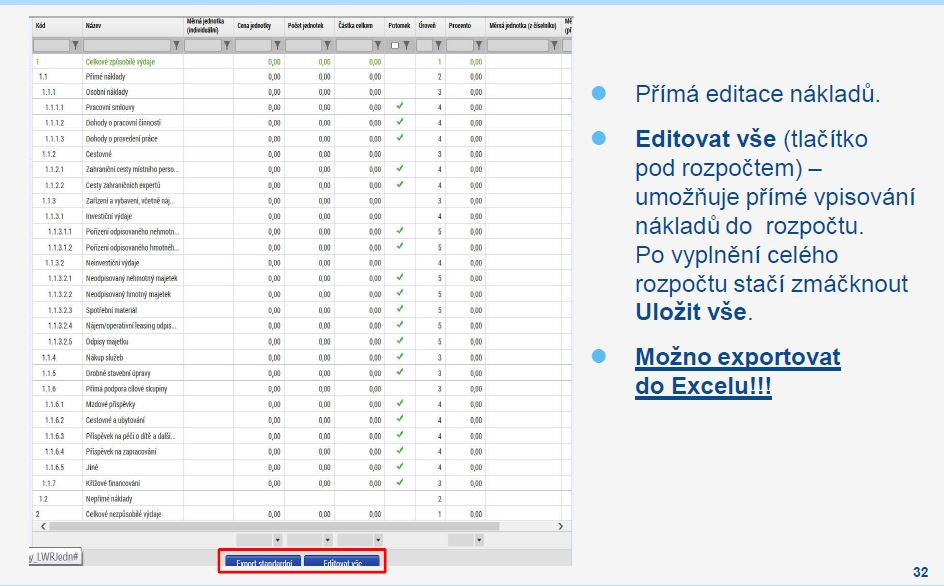 Kód Název Měrná jednotka (individuální) Cena jednotky Počet jednotek Částka celkem Potomek Úroveň Procento Měrná jednotka (z číselníku)
1 Celkové způsobilé výdaje 0,00 0,00 0,00 1 0,00
1.1 Přímé náklady 0,00 0,00 0,00 2 0,00
1.1.1 Osobní náklady 0,00 0,00 0,00 3 0,00
1.1.1.1 Pracovní smlouvy 0,00 0,00 0,00 ✓ 4 0,00
1.1.1.2 Dohody o pracovní činnosti 0,00 0,00 0,00 ✓ 4 0,00
1.1.1.3 Dohody o provedení práce 0,00 0,00 0,00 ✓ 4 0,00
1.1.2 Cestovné 0,00 0,00 0,00 3 0,00
1.1.2.1 Zahraniční cesty místního perso... 0,00 0,00 0,00 ✓ 4 0,00
1.1.2.2 Cesty zahraničních expertů 0,00 0,00 0,00 ✓ 4 0,00
1.1.3 Zařízení a vybavení, včetně náj... 0,00 0,00 0,00 3 0,00
1.1.3.1 Investiční výdaje 0,00 0,00 0,00 4 0,00
1.1.3.1.1 Pořízení odpisovaného nehmotn... 0,00 0,00 0,00 ✓ 5 0,00
1.1.3.1.2 Pořízení odpisovaného hmotnéh... 0,00 0,00 0,00 ✓ 5 0,00
1.1.3.2 Neinvestiční výdaje 0,00 0,00 0,00 4 0,00
1.1.3.2.1 Neodpisovaný nehmotný majetek 0,00 0,00 0,00 ✓ 5 0,00
1.1.3.2.2 Neodpisovaný hmotný majetek 0,00 0,00 0,00 ✓ 5 0,00
1.1.3.2.3 Spotřební materiál 0,00 0,00 0,00 ✓ 5 0,00
1.1.3.2.4 Nájem/operativní leasing odpis... 0,00 0,00 0,00 ✓ 5 0,00
1.1.3.2.5 Odpisy majetku 0,00 0,00 0,00 ✓ 5 0,00
1.1.4 Nákup služeb 0,00 0,00 0,00 ✓ 3 0,00
1.1.5 Drobné stavební úpravy 0,00 0,00 0,00 ✓ 3 0,00
1.1.6 Přímá podpora cílové skupiny 0,00 0,00 0,00 3 0,00
1.1.6.1 Mzdové příspěvky 0,00 0,00 0,00 ✓ 4 0,00
1.1.6.2 Cestovné a ubytování 0,00 0,00 0,00 ✓ 4 0,00
1.1.6.3 Příspěvek na péči o dítě a další... 0,00 0,00 0,00 ✓ 4 0,00
1.1.6.4 Příspěvek na zapracování 0,00 0,00 0,00 ✓ 4 0,00
1.1.6.5 Jiné 0,00 0,00 0,00 ✓ 4 0,00
1.1.7 Křížové financování 0,00 0,00 0,00 ✓ 3 0,00
1.2 Nepřímé náklady 2
2 Celkové nezpůsobilé výdaje 0,00 0,00 0,00 1 0,00
y_LWRJedn#
Export standardní Editovat vše
Přímá editace nákladů.
Editovat vše (tlačítko
pod rozpočtem) –
umožňuje přímé vpisování
nákladů do rozpočtu.
Po vyplnění celého
rozpočtu stačí zmáčknout
Uložit vše.
Možno exportovat
do Excelu!!!
32